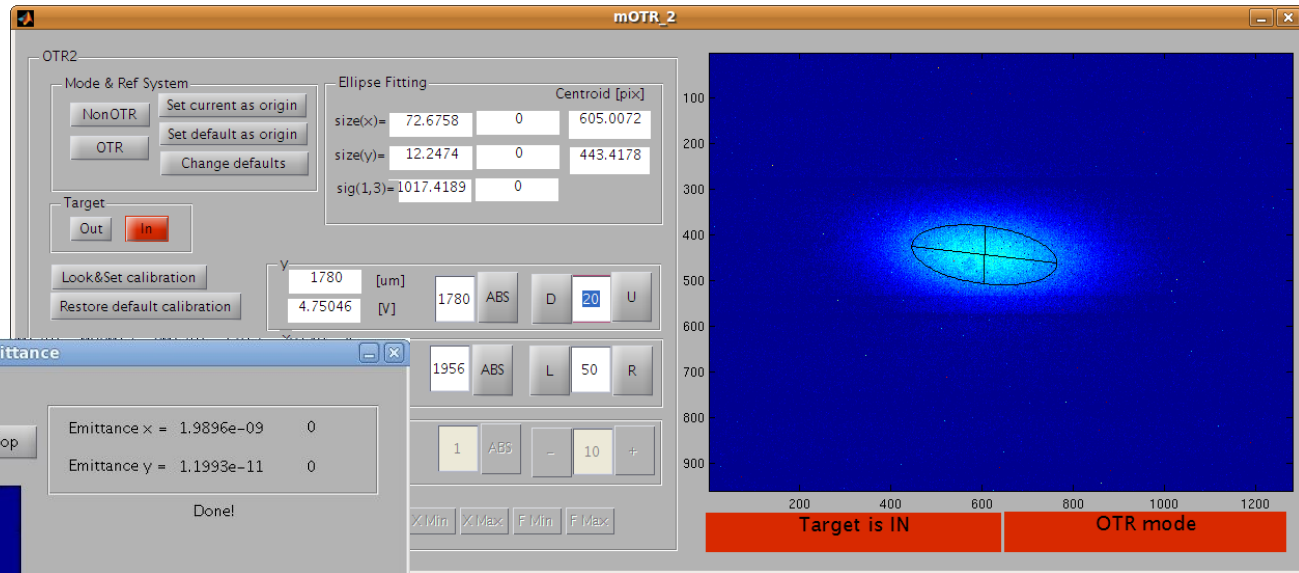 mOTR_2
OTR2
Mode & Ref System
NonOTR
OTR
Set current as origin
Set default as origin
Change defaults
Ellipse Fitting
Centroid [pix]
size(x)= 72.6758 0 605.0072
size(y)= 12.2474 0 443.4178
sig(1,3)= 1017.4189 0
Target
Out In
Look&Set calibration
Restore default calibration
y
1780 [um]
4.75046 [V]
1780 ABS D 20 U
1956 ABS L 50 R
1 ABS - 10 +
X Min X Max F Min F Max
ittance
op
Emittance x = 1.9896e-09 0
Emittance y = 1.1993e-11 0
Done!
100
200
300
400
500
600
700
800
900
200 400 600 800 1000 1200
Target is IN
OTR mode